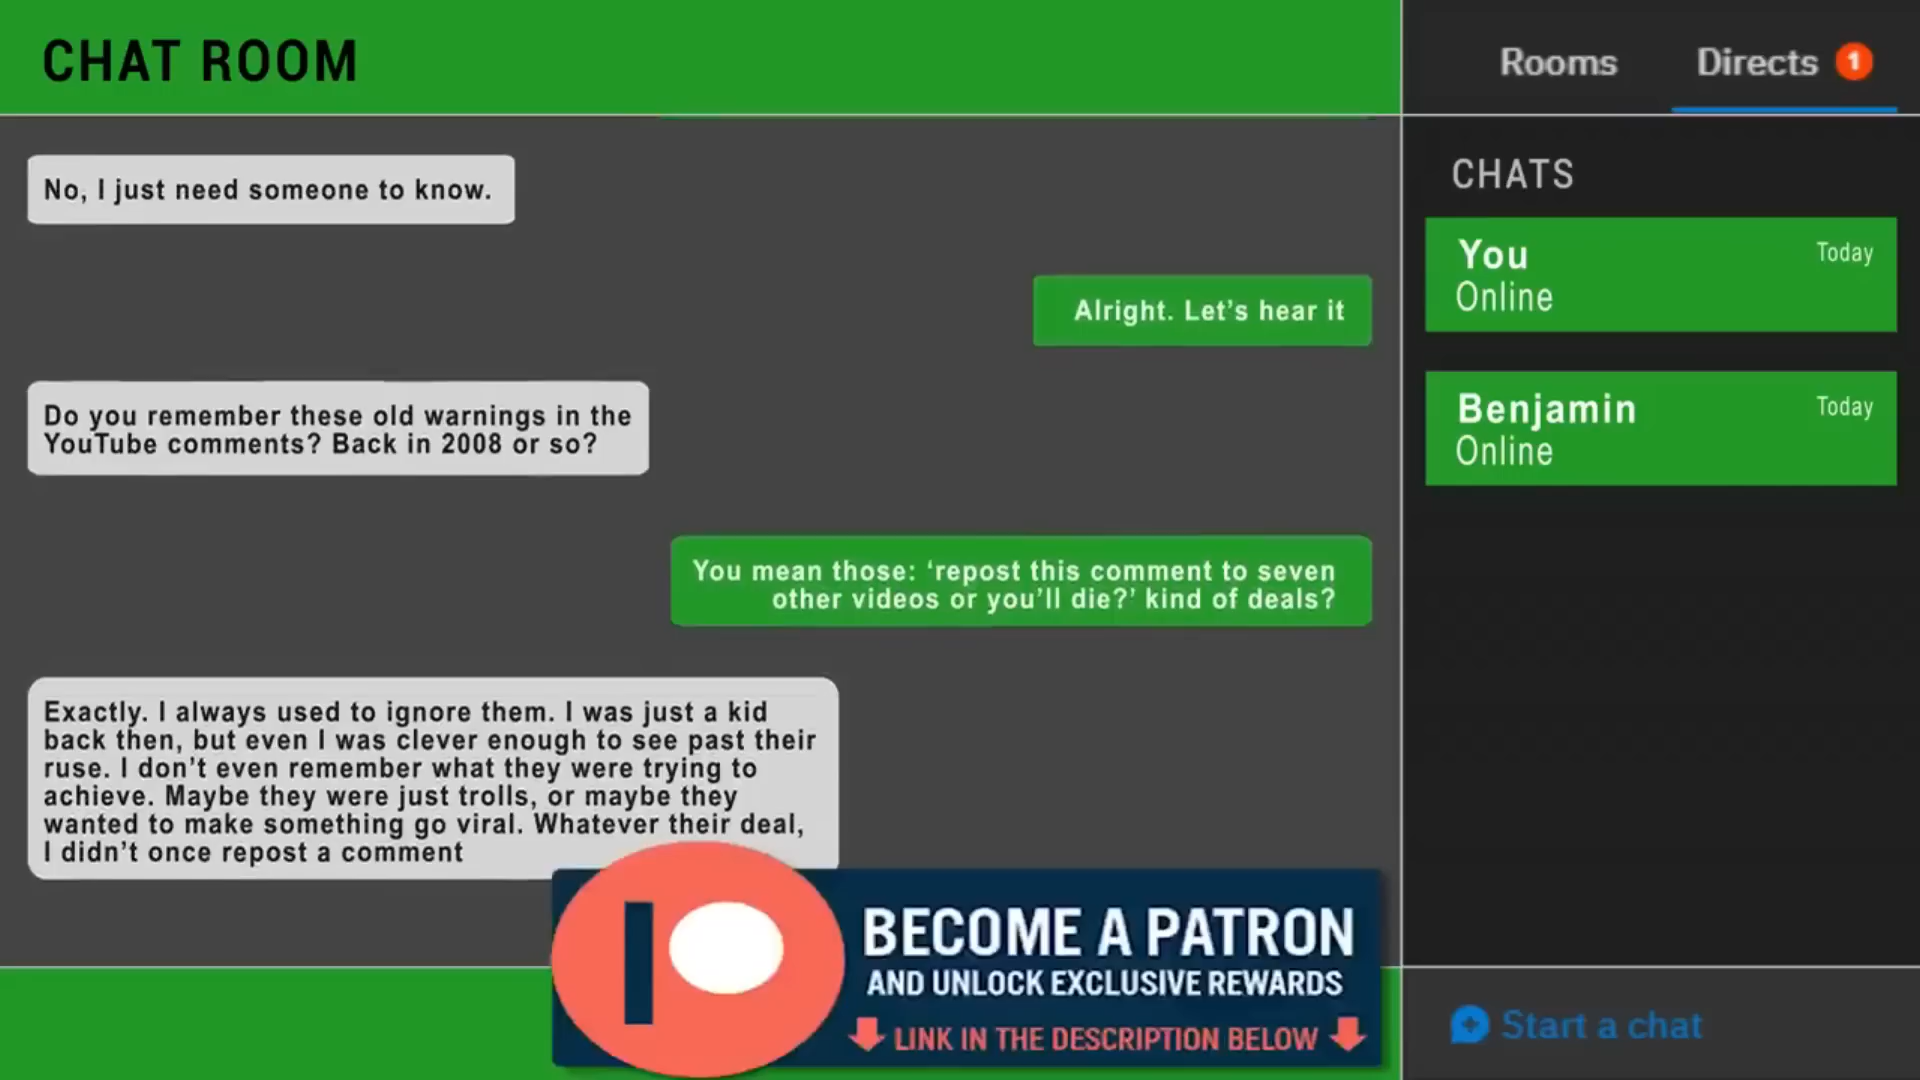 CHAT ROOM
Rooms
Directs
1
No, I just need someone to know.
Alright. Let's hear it
Do you remember these old warnings in the
YouTube comments? Back in 2008 or so?
You mean those: ‘repost this comment to seven
other videos or you’ll die?’ kind of deals?
Exactly. I always used to ignore them. I was just a kid
back then, but even I was clever enough to see past their
ruse. I don’t even remember what they were trying to
achieve. Maybe they were just trolls, or maybe they
wanted to make something go viral. Whatever their deal,
I didn’t once repost a comment
CHATS
You
Today
Online
Benjamin
Today
Online
BECOME A PATRON
AND UNLOCK EXCLUSIVE REWARDS
LINK IN THE DESCRIPTION BELOW
Start a chat